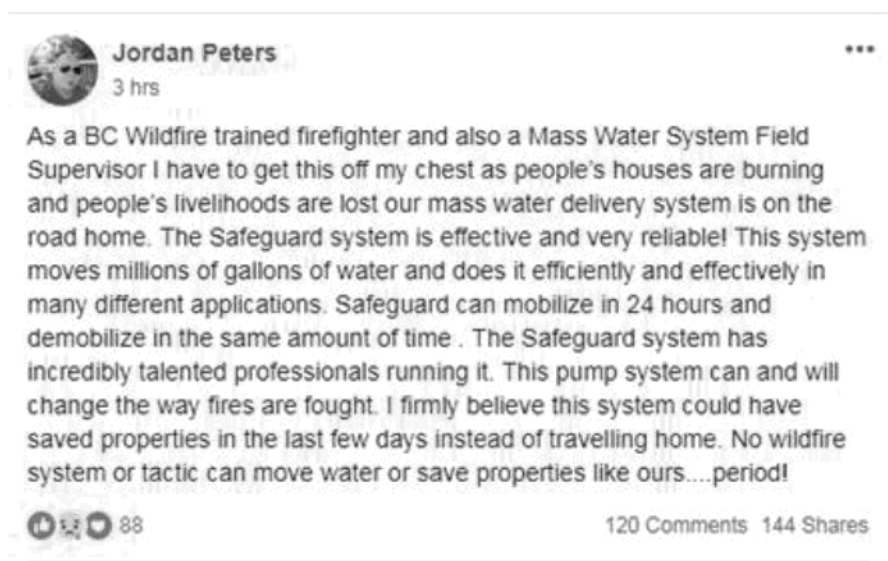 Jordan Peters
3 hrs
As a BC Wildfire trained firefighter and also a Mass Water System Field
Supervisor I have to get this off my chest as people's houses are burning
and people's livelihoods are lost our mass water delivery system is on the
road home. The Safeguard system is effective and very reliable! This system
moves millions of gallons of water and does it efficiently and effectively in
many different applications. Safeguard can mobilize in 24 hours and
demobilize in the same amount of time . The Safeguard system has
incredibly talented professionals running it. This pump system can and will
change the way fires are fought. I firmly believe this system could have
saved properties in the last few days instead of travelling home. No wildfire
system or tactic can move water or save properties like ours....period!
88 120 Comments 144 Shares